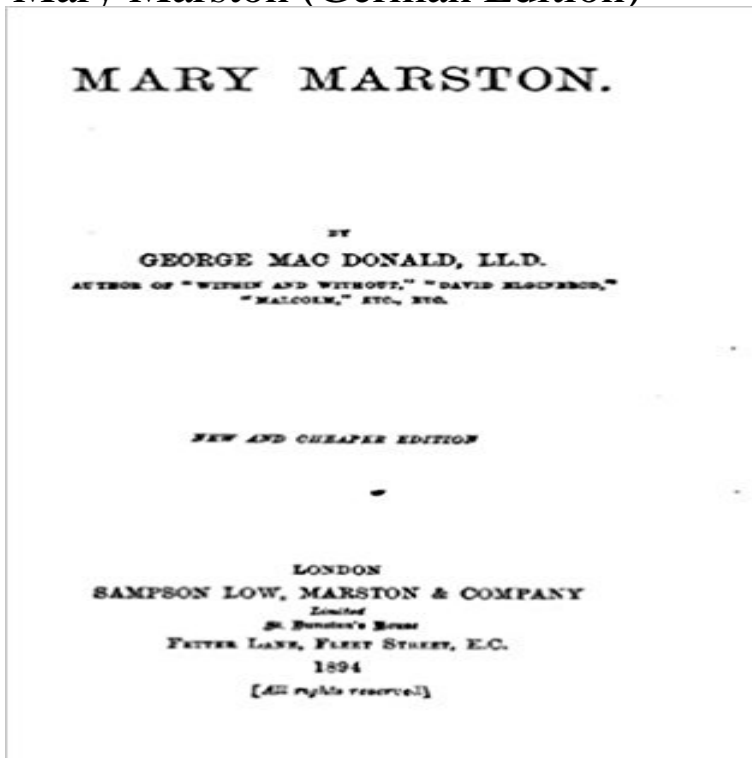 Mary Marston (German Edition)
MARY MARSTON.
BY
GEORGE MAC DONALD, LL.D.
AUTHOR OF "WITHIN AND WITHOUT," "DAVID ELGINBROD,"
"MALCOLM," ETC., ETC.
NEW AND CHEAPER EDITION
LONDON
SAMPSON LOW, MARSTON & COMPANY
Limited
St. Dunstan's House
FETTER LANE, FLEET STREET, E.C.
1894
[All rights reserved]